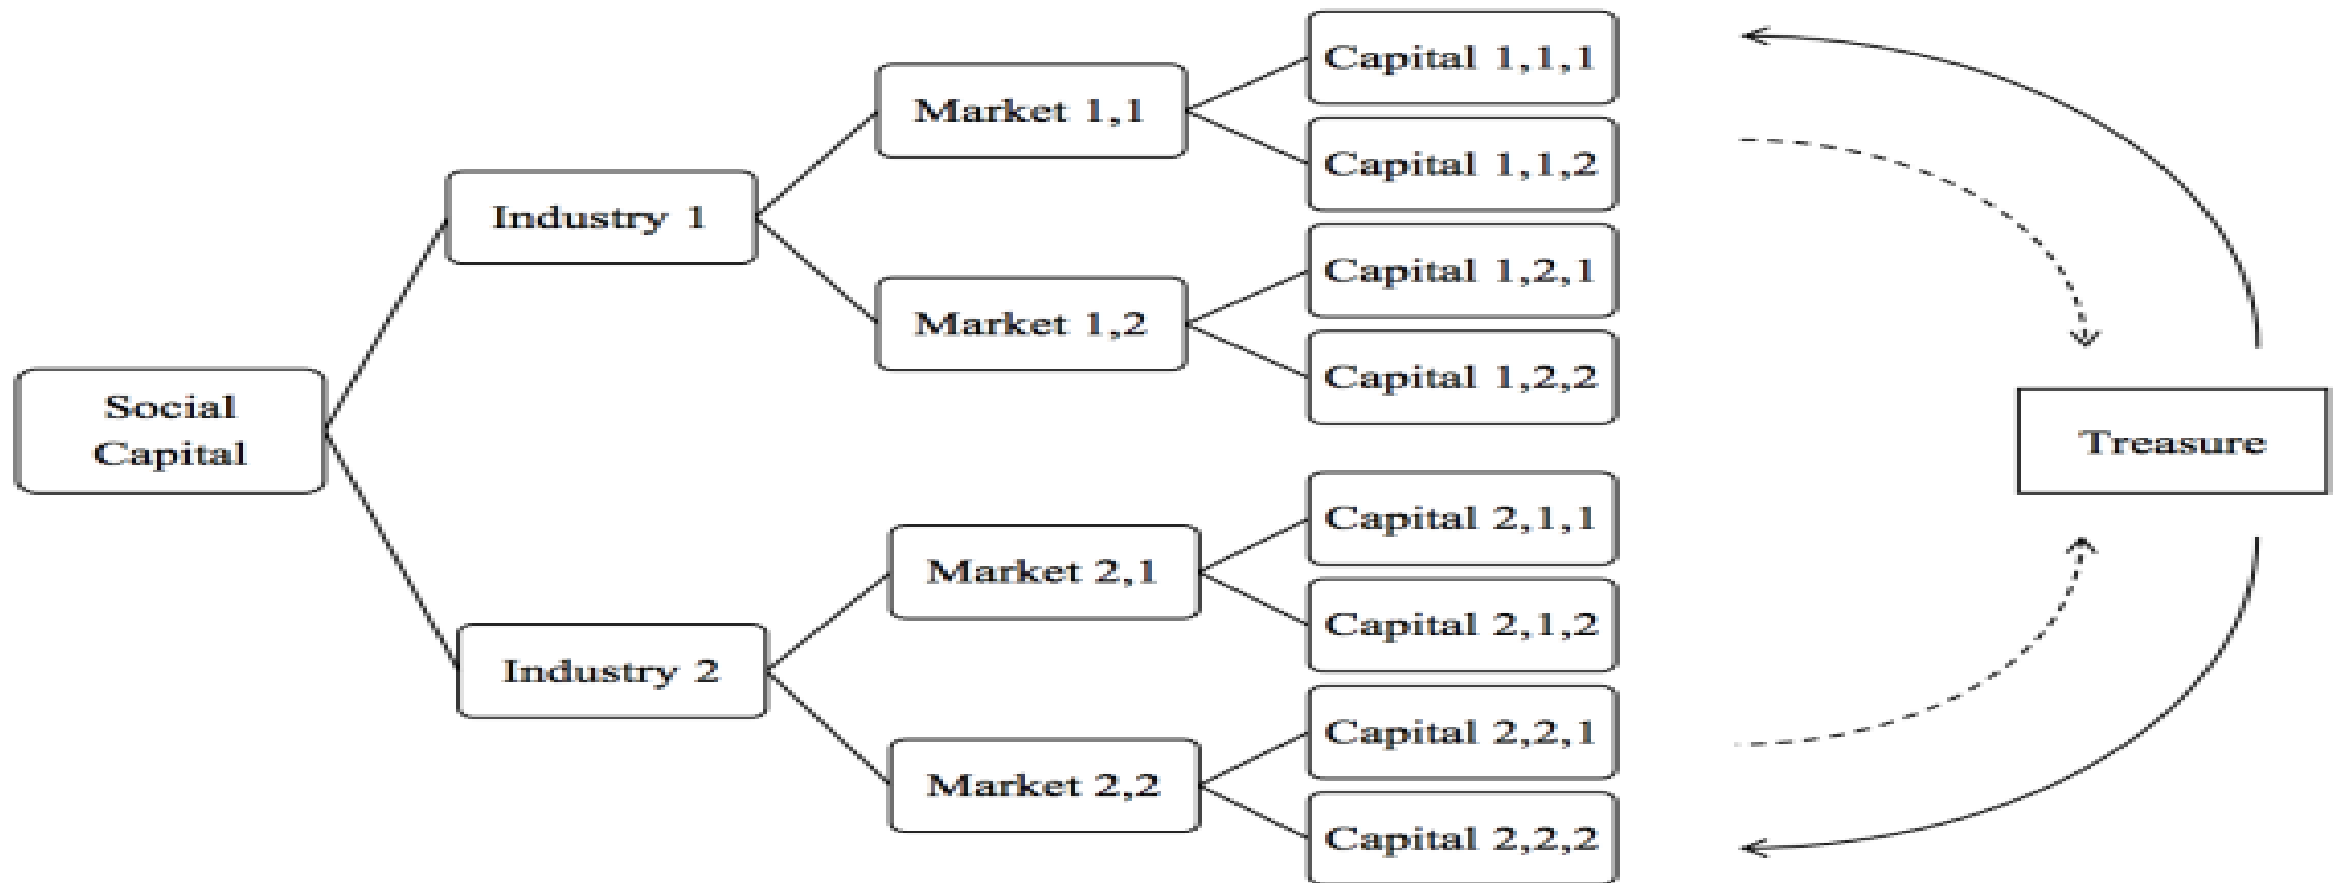 Social
Capital
Industry 1
Industry 2
Market 1,1
Market 1,2
Market 2,1
Market 2,2
Capital 1,1,1
Capital 1,1,2
Capital 1,2,1
Capital 1,2,2
Capital 2,1,1
Capital 2,1,2
Capital 2,2,1
Capital 2,2,2
Treasure